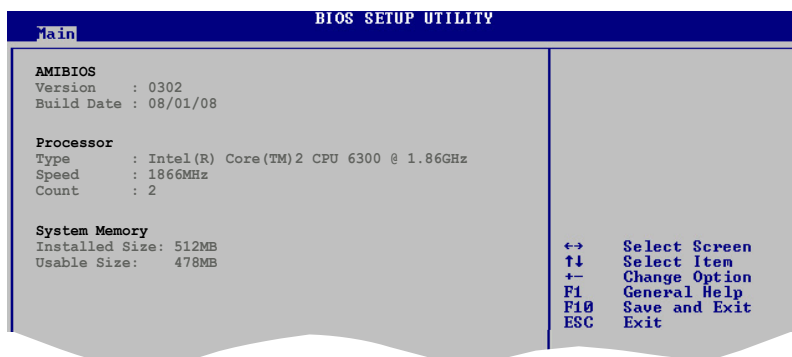 BIOS SETUP UTILITY
Main
AMIBIOS
Version : 0302
Build Date : 08/01/08
Processor
Type : Intel(R) Core(TM)2 CPU 6300 @ 1.86GHz
Speed : 1866MHz
Count : 2
System Memory
Installed Size: 512MB
Usable Size: 478MB
←→ Select Screen
↑↓ Select Item
+- Change Option
F1 General Help
F10 Save and Exit
ESC Exit